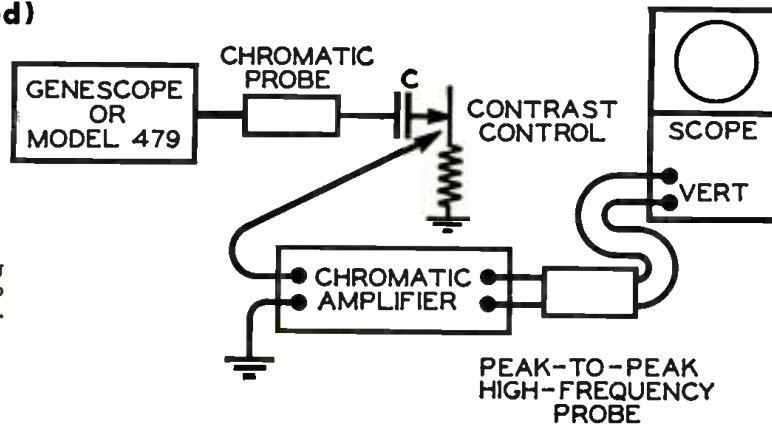 d)
CHROMATIC
PROBE
GENESCOPE
OR
MODEL 479
C
CONTRAST
CONTROL
SCOPE
VERT
CHROMATIC
AMPLIFIER
PEAK-TO-PEAK
HIGH-FREQUENCY
PROBE